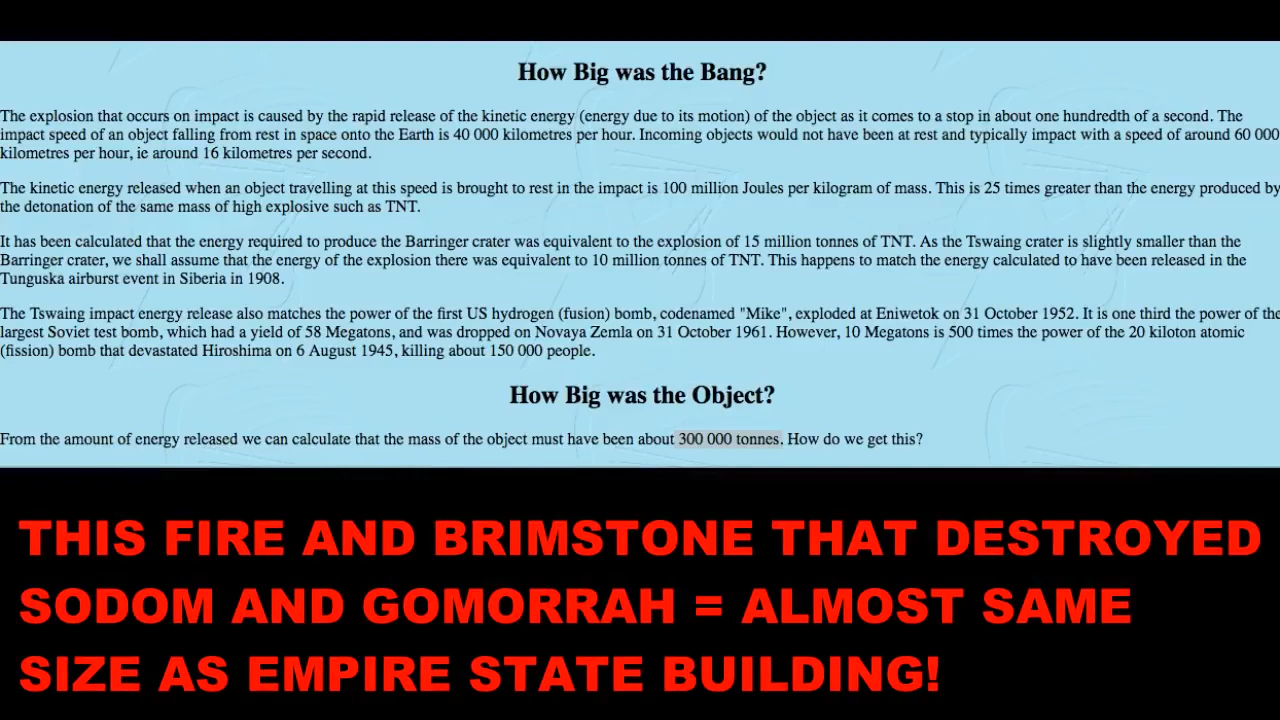 How Big was the Bang?
The explosion that occurs on impact is caused by the rapid release of the kinetic energy (energy due to its motion) of the object as it comes to a stop in about one hundredth of a second. The
impact speed of an object falling from rest in space onto the Earth is 40 000 kilometres per hour. Incoming objects would not have been at rest and typically impact with a speed of around 60 000
kilometres per hour, ie around 16 kilometres per second.
The kinetic energy released when an object travelling at this speed is brought to rest in the impact is 100 million Joules per kilogram of mass. This is 25 times greater than the energy produced by
the detonation of the same mass of high explosive such as TNT.
It has been calculated that the energy required to produce the Barringer crater was equivalent to the explosion of 15 million tonnes of TNT. As the Tswaing crater is slightly smaller than the
Barringer crater, we shall assume that the energy of the explosion there was equivalent to 10 million tonnes of TNT. This happens to match the energy calculated to have been released in the
Tunguska airburst event in Siberia in 1908.
The Tswaing impact energy release also matches the power of the first US hydrogen (fusion) bomb, codenamed "Mike", exploded at Eniwetok on 31 October 1952. It is one third the power of the
largest Soviet test bomb, which had a yield of 58 Megatons, and was dropped on Novaya Zemla on 31 October 1961. However, 10 Megatons is 500 times the power of the 20 kiloton atomic
(fission) bomb that devastated Hiroshima on 6 August 1945, killing about 150 000 people.
How Big was the Object?
From the amount of energy released we can calculate that the mass of the object must have been about 300 000 tonnes. How do we get this?
THIS FIRE AND BRIMSTONE THAT DESTROYED
SODOM AND GOMORRAH = ALMOST SAME
SIZE AS EMPIRE STATE BUILDING!